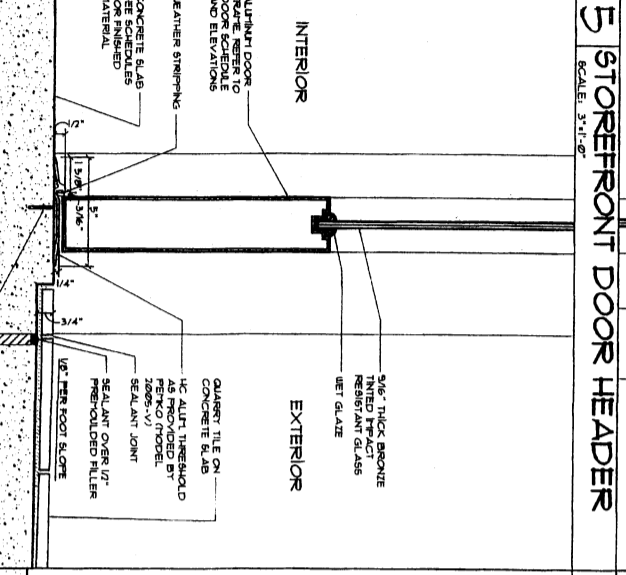 5 STOREFRONT DOOR HEADER
SCALE: 3"=1'-0"
INTERIOR
ALUMINUM DOOR
FRAME. REFER TO
DOOR SCHEDULE
AND ELEVATIONS
WEATHER STRIPPING
CONCRETE SLAB
SEE SCHEDULES
FOR FINISHED
MATERIAL
1/2"
1 5/8"
3/16"
5"
1/4"
3/4"
5/16" THICK BRONZE
TINTED IMPACT
RESISTANT GLASS
WET GLAZE
EXTERIOR
QUARRY TILE ON
CONCRETE SLAB
HC ALUM. THRESHOLD
AS PROVIDED BY
PEMKO (MODEL
2005-V)
SEALANT JOINT
SEALANT OVER 1/2"
PREMOULDED FILLER
1/8" PER FOOT SLOPE